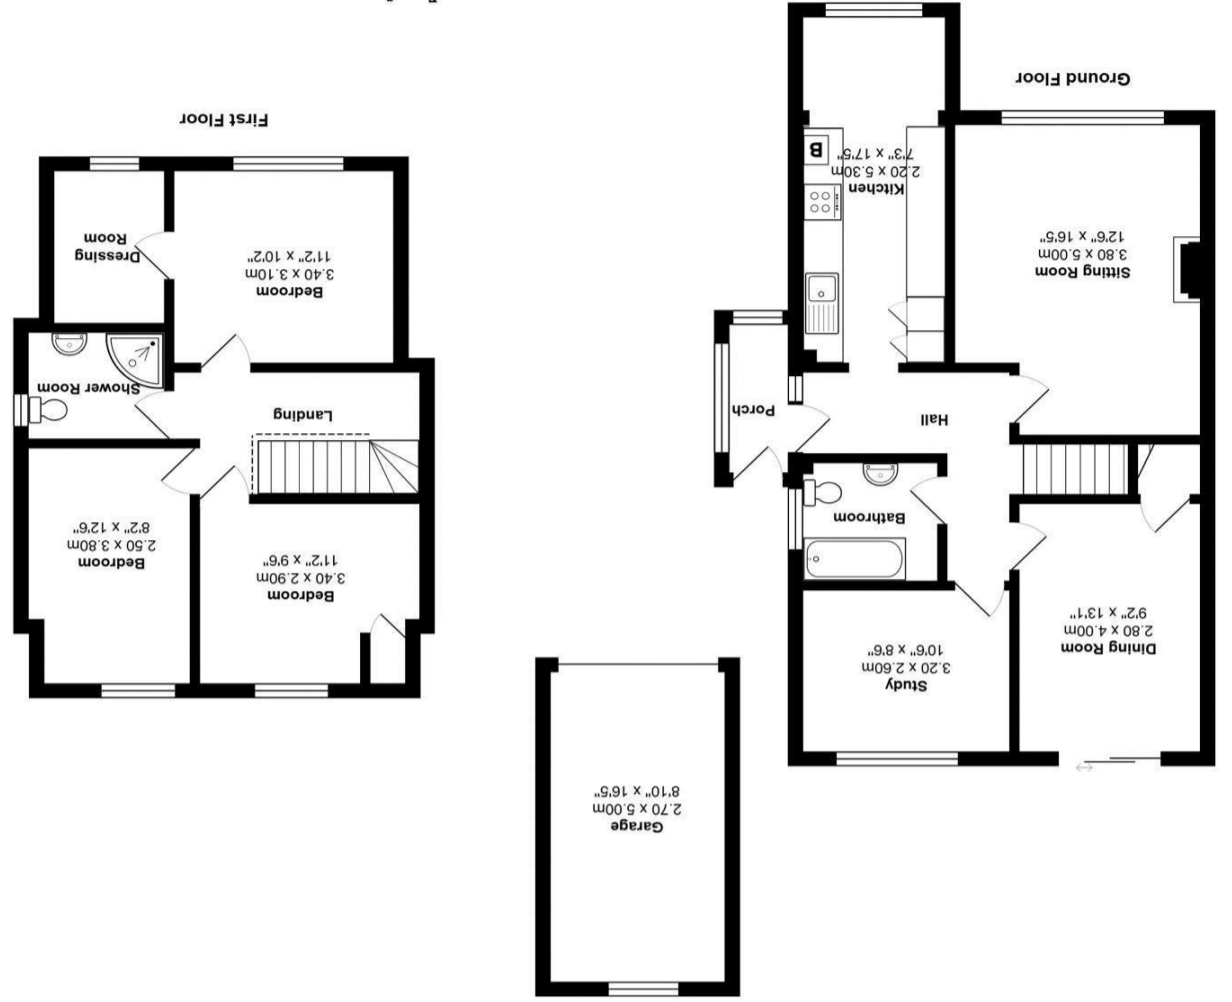 Garage
2.70 x 5.00m
8'10" x 16'5"
Dining Room
2.80 x 4.00m
9'2" x 13'1"
Study
3.20 x 2.60m
10'6" x 8'6"
Bathroom
Hall
Porch
Sitting Room
3.80 x 5.00m
12'6" x 16'5"
Kitchen
2.20 x 5.30m
7'3" x 17'5"
B
Ground Floor
Bedroom
3.40 x 2.90m
11'2" x 9'6"
Bedroom
2.50 x 3.80m
8'2" x 12'6"
Landing
Shower Room
Bedroom
3.40 x 3.10m
11'2" x 10'2"
Dressing
Room
First Floor